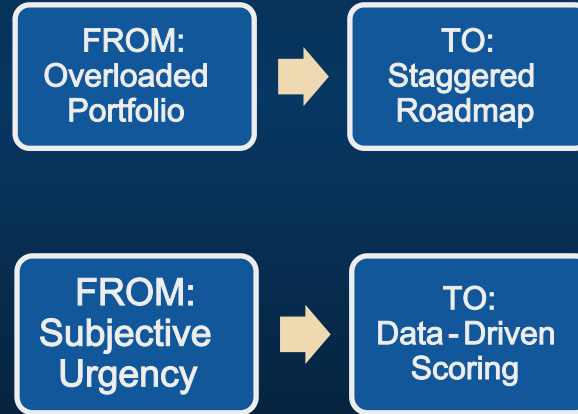 FROM:
Overloaded
Portfolio
TO:
Staggered
Roadmap
FROM:
Subjective
Urgency
TO:
Data-Driven
Scoring